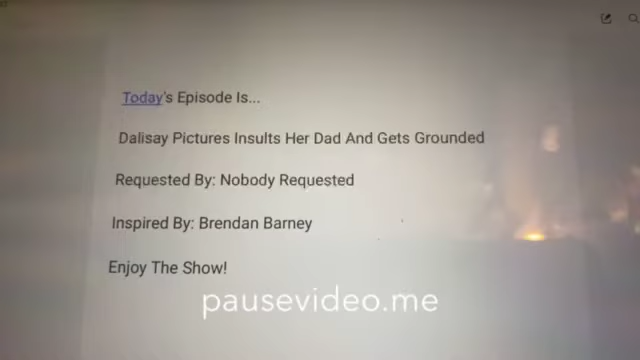 Today's Episode Is...
Dalisay Pictures Insults Her Dad And Gets Grounded
Requested By: Nobody Requested
Inspired By: Brendan Barney
Enjoy The Show!
pausevideo.me